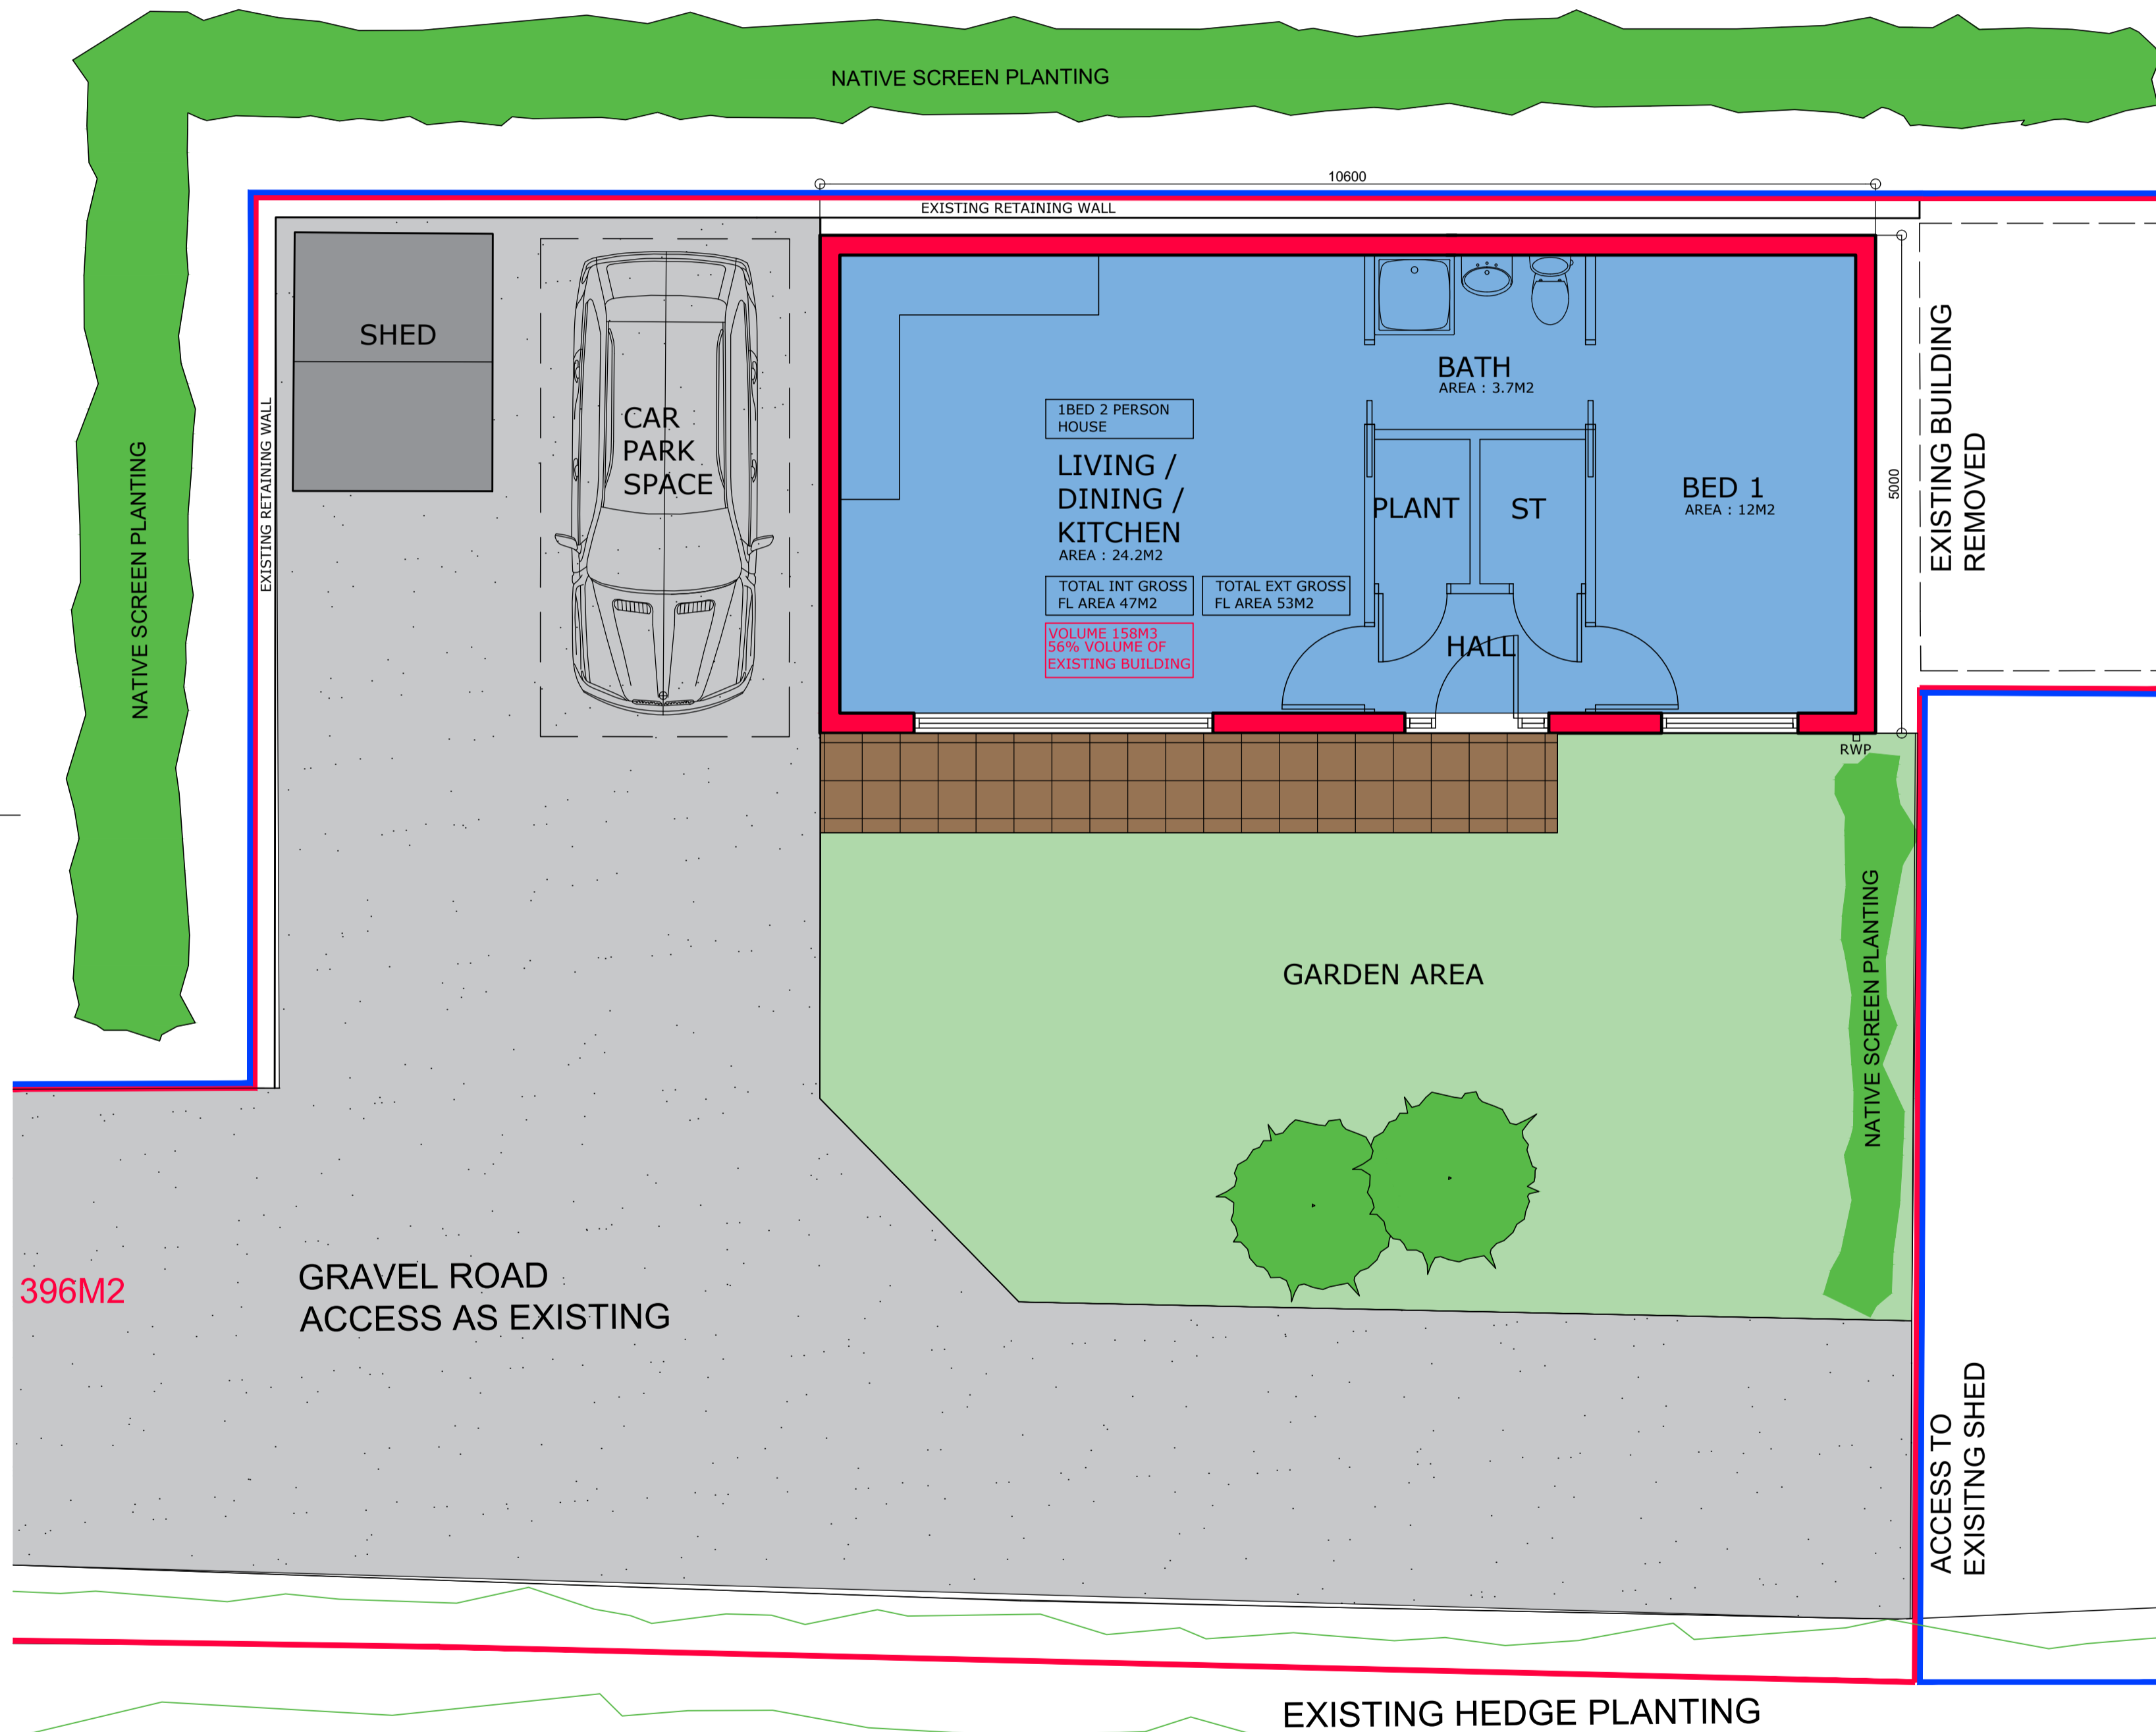 NATIVE SCREEN PLANTING
10600
EXISTING RETAINING WALL
SHED
CAR
PARK
SPACE
EXISTING RETAINING WALL
NATIVE SCREEN PLANTING
1BED 2 PERSON
HOUSE
LIVING /
DINING /
KITCHEN
AREA : 24.2M2
TOTAL INT GROSS
FL AREA 47M2
TOTAL EXT GROSS
FL AREA 53M2
VOLUME 158M3
56% VOLUME OF
EXISTING BUILDING
BATH
AREA : 3.7M2
PLANT
ST
HALL
BED 1
AREA : 12M2
5000
EXISTING BUILDING
REMOVED
RWP
GARDEN AREA
NATIVE SCREEN PLANTING
396M2
GRAVEL ROAD
ACCESS AS EXISTING
ACCESS TO
EXISITNG SHED
EXISTING HEDGE PLANTING